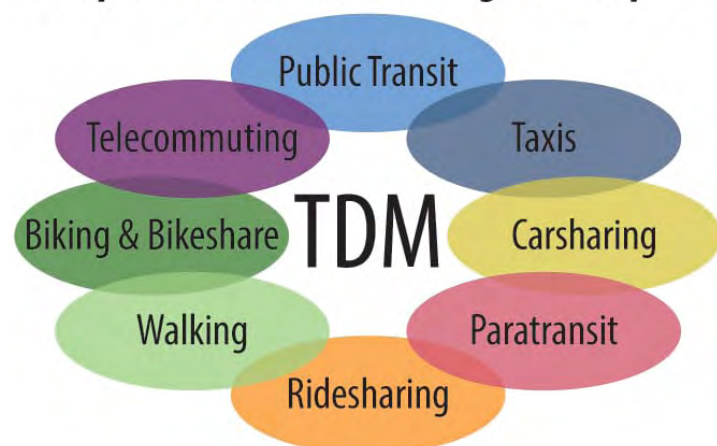 Public Transit
Telecommuting
Taxis
Biking & Bikeshare
TDM
Carsharing
Walking
Paratransit
Ridesharing